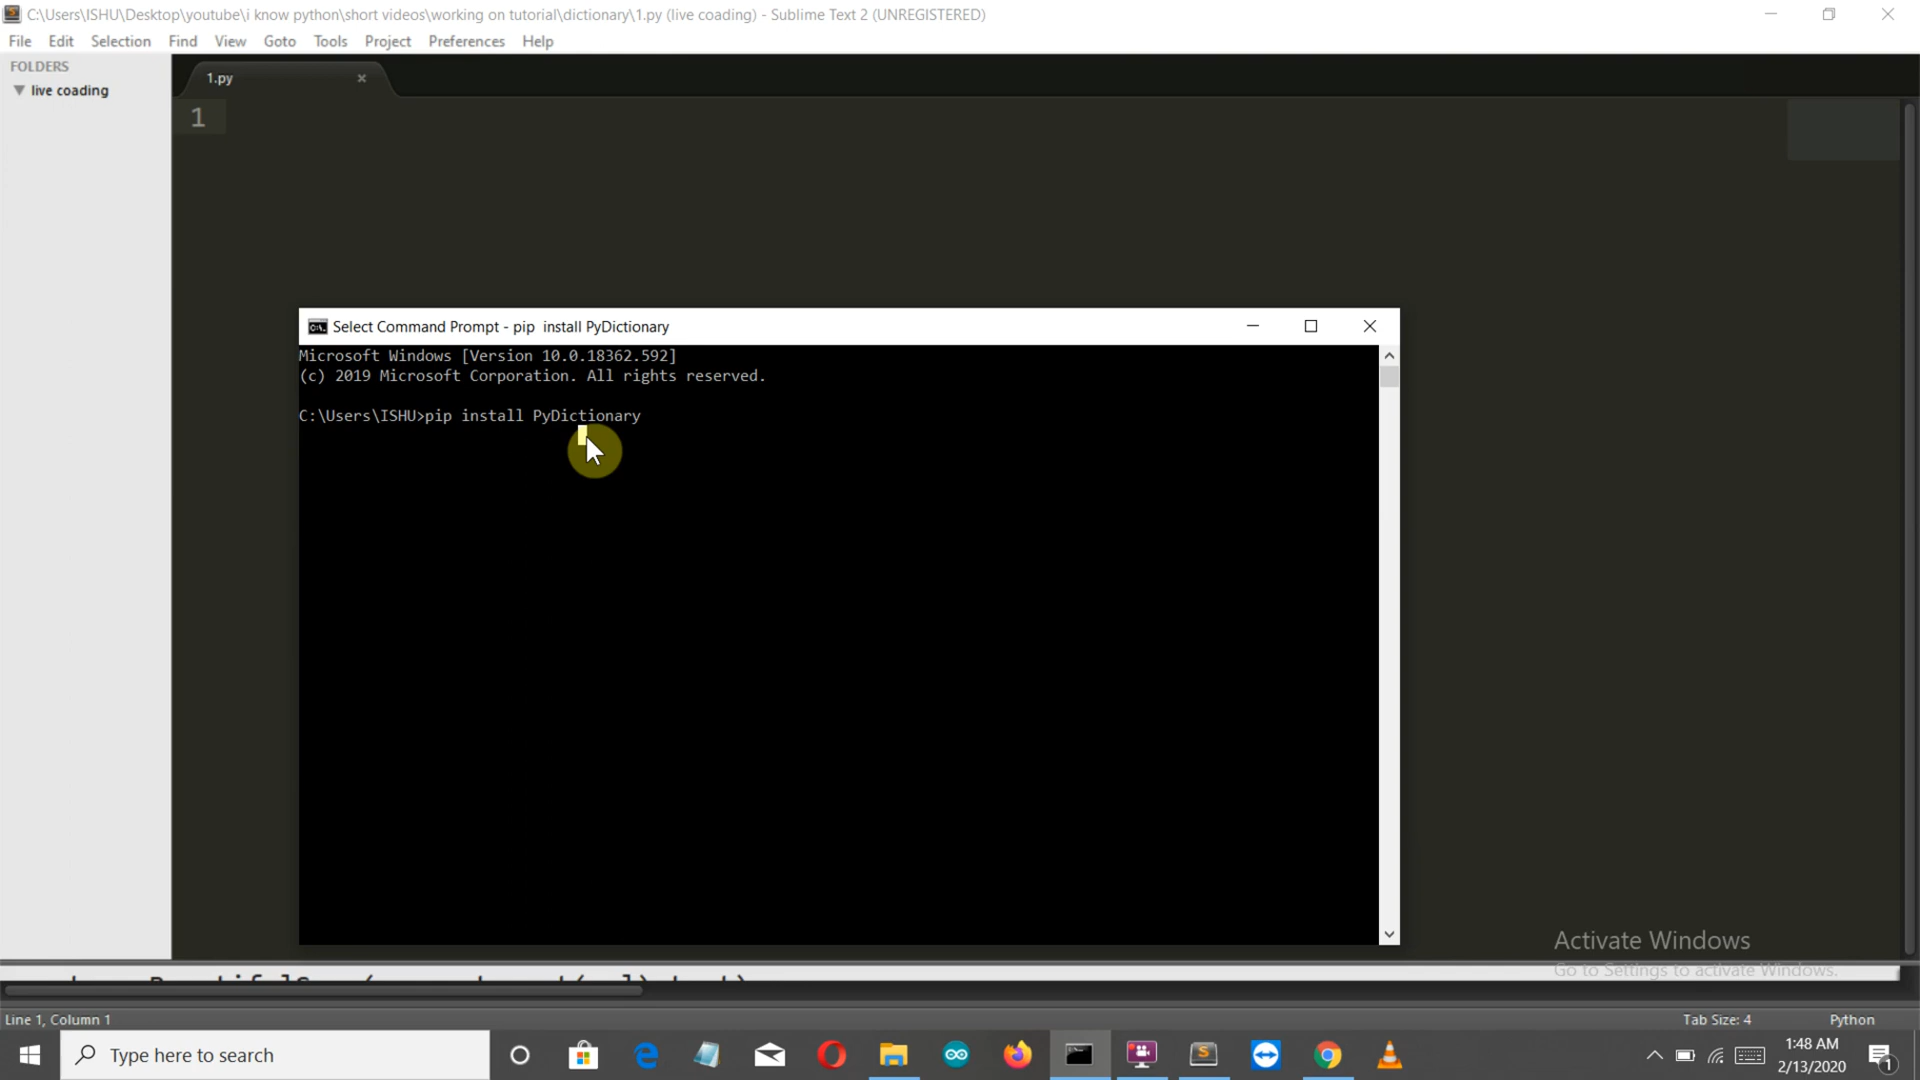 C:\Users\ISHU\Desktop\youtube\i know python\short videos\working on tutorial\dictionary\1.py (live coading) - Sublime Text 2 (UNREGISTERED)
File Edit Selection Find View Goto Tools Project Preferences Help
FOLDERS
live coading
1.py
1
Select Command Prompt - pip  install PyDictionary
Microsoft Windows [Version 10.0.18362.592]
(c) 2019 Microsoft Corporation. All rights reserved.
C:\Users\ISHU>pip install PyDictionary
Activate Windows
Go to Settings to activate Windows.
Line 1, Column 1
Tab Size: 4
Python
Type here to search
1:48 AM
2/13/2020
1